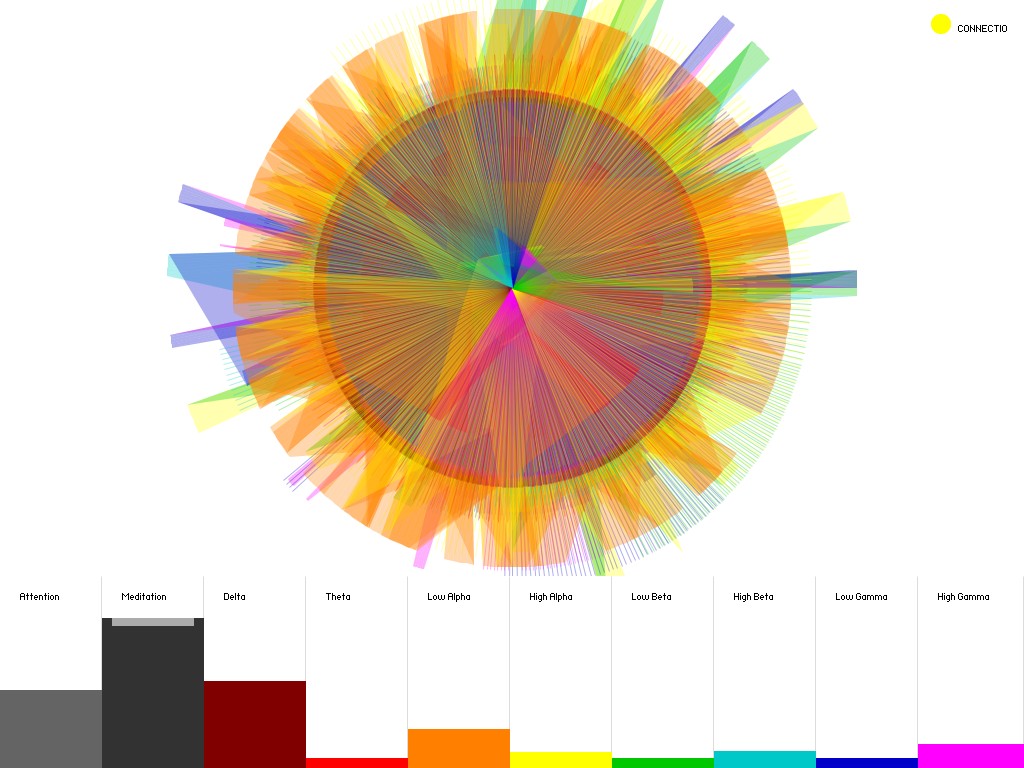 CONNECTIO
Attention
Meditation
Delta
Theta
Low Alpha
High Alpha
Low Beta
High Beta
Low Gamma
High Gamma